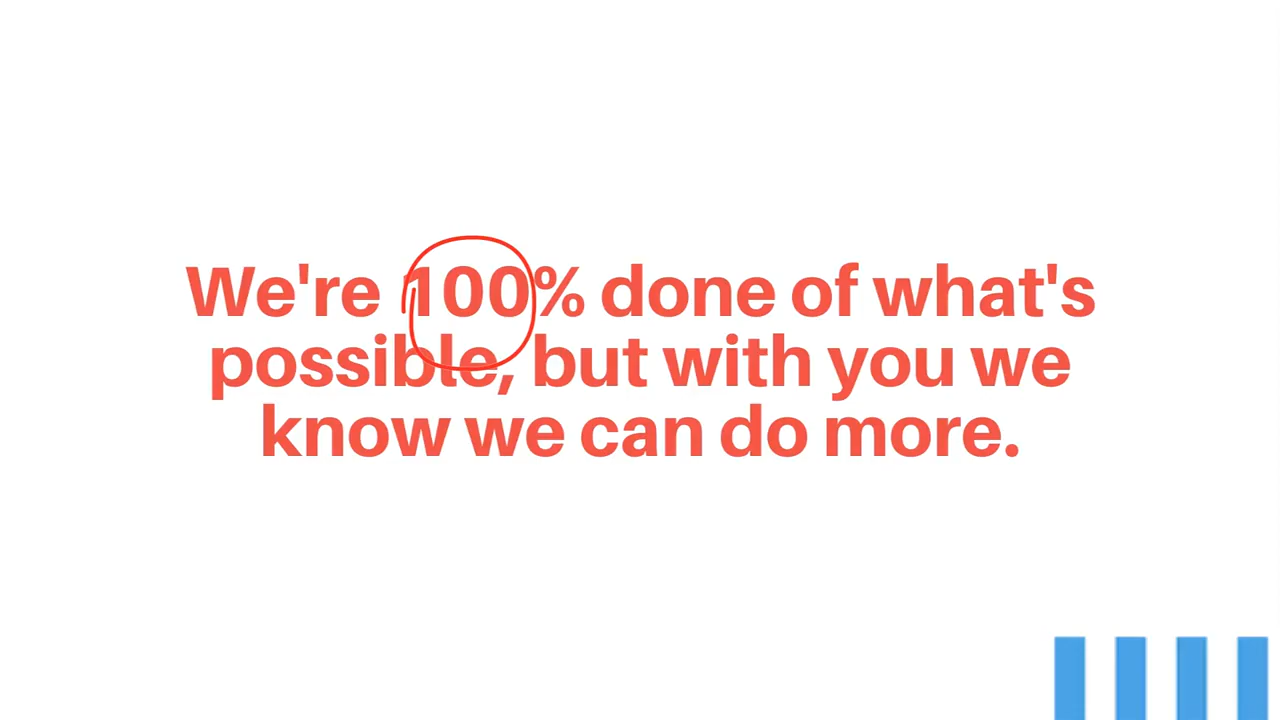 We're 100% done of what's
possible, but with you we
know we can do more.